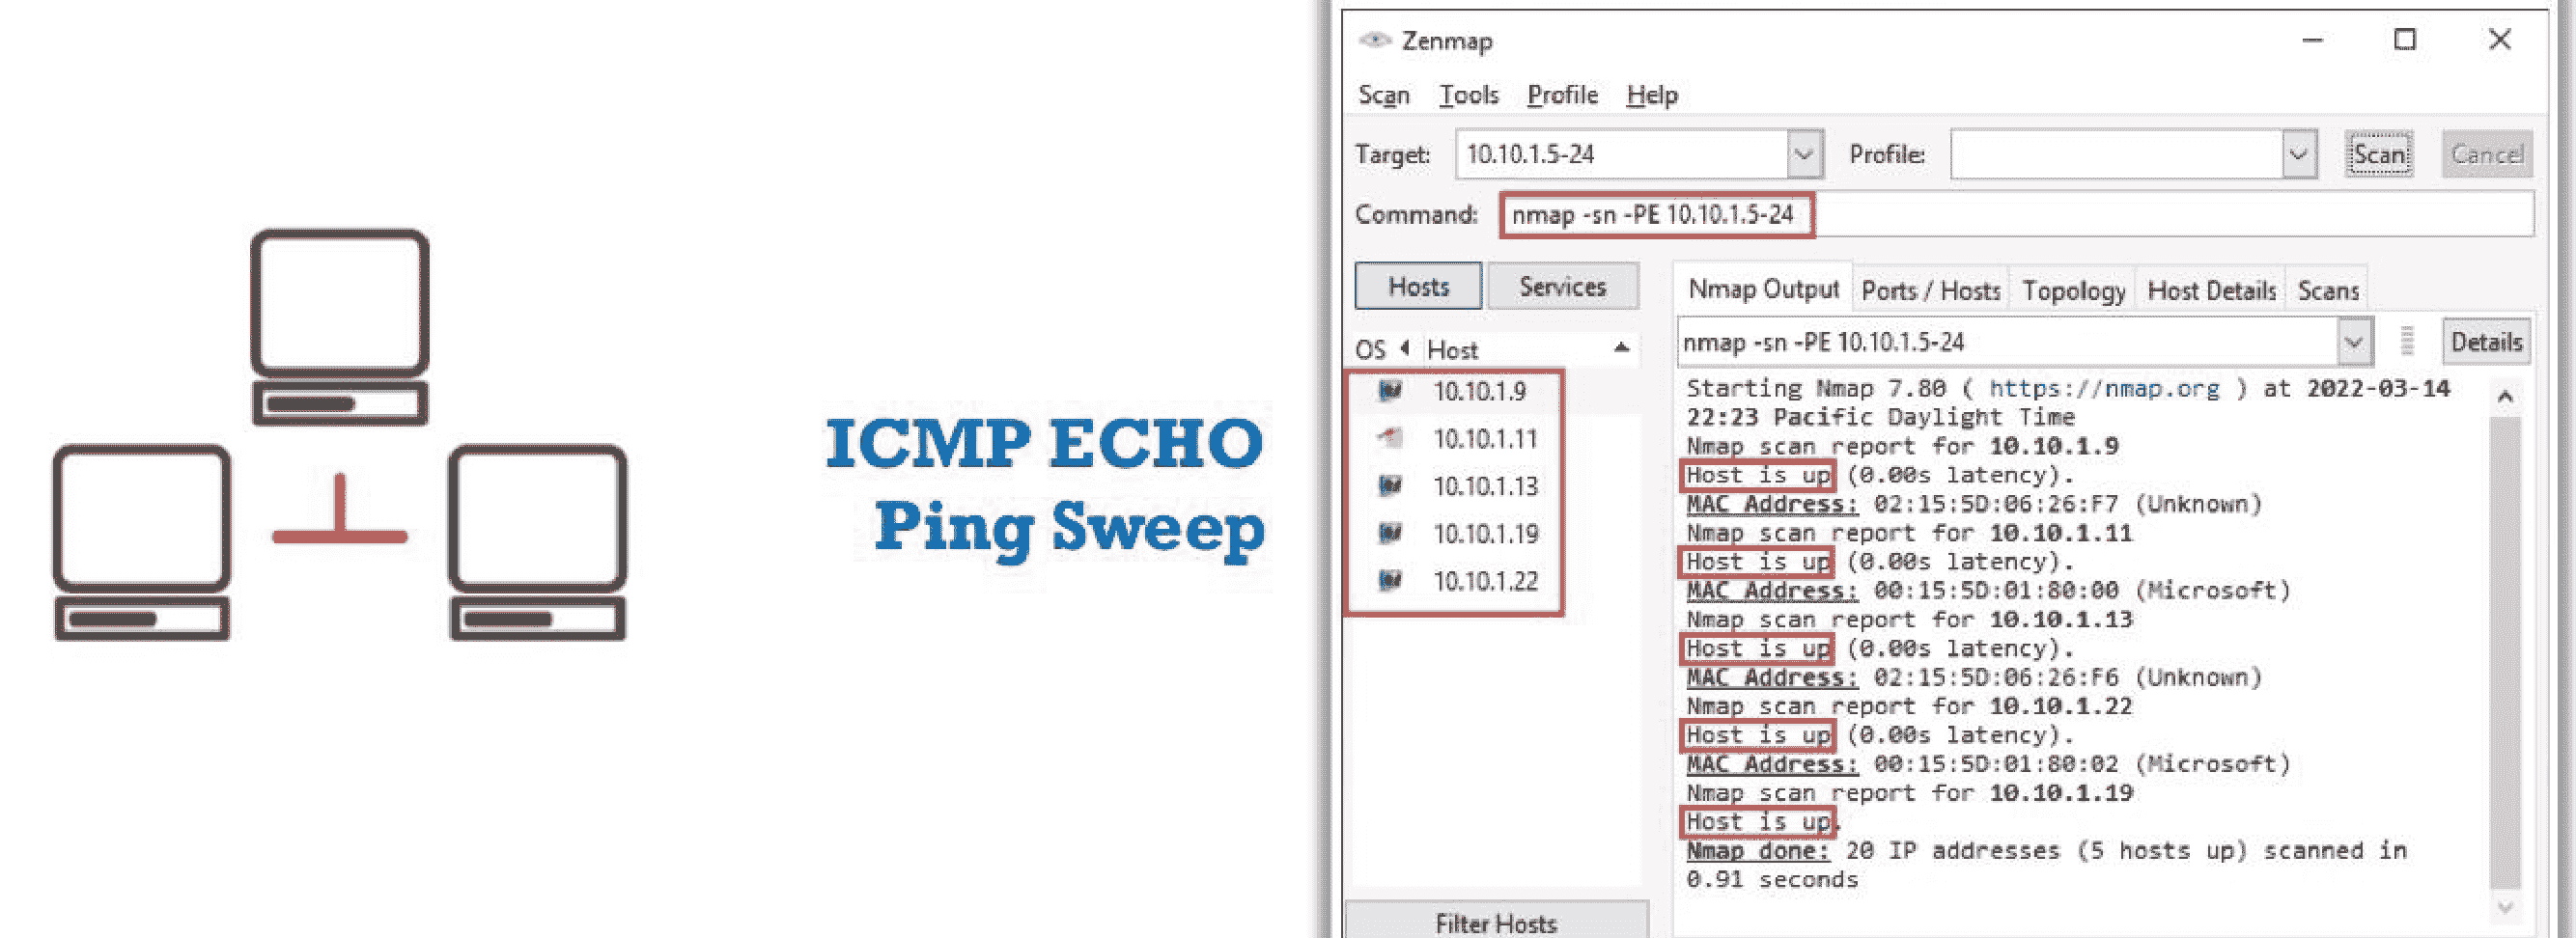 ICMP ECHO
Ping Sweep
Zenmap
Scan Tools Profile Help
Target: 10.10.1.5-24 Profile: Scan Cancel
Command: nmap -sn -PE 10.10.1.5-24
Hosts Services
OS Host
10.10.1.9
10.10.1.11
10.10.1.13
10.10.1.19
10.10.1.22
Filter Hosts
Nmap Output Ports / Hosts Topology Host Details Scans
nmap -sn -PE 10.10.1.5-24 Details
Starting Nmap 7.80 ( https://nmap.org ) at 2022-03-14
22:23 Pacific Daylight Time
Nmap scan report for 10.10.1.9
Host is up (0.00s latency).
MAC Address: 02:15:5D:06:26:F7 (Unknown)
Nmap scan report for 10.10.1.11
Host is up (0.00s latency).
MAC Address: 00:15:5D:01:80:00 (Microsoft)
Nmap scan report for 10.10.1.13
Host is up (0.00s latency).
MAC Address: 02:15:5D:06:26:F6 (Unknown)
Nmap scan report for 10.10.1.22
Host is up (0.00s latency).
MAC Address: 00:15:5D:01:80:02 (Microsoft)
Nmap scan report for 10.10.1.19
Host is up.
Nmap done: 20 IP addresses (5 hosts up) scanned in
0.91 seconds